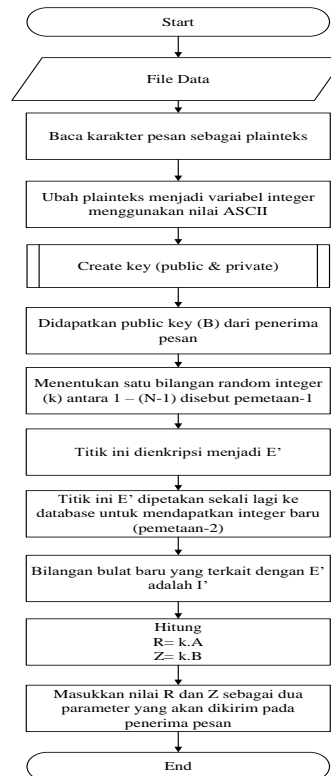 Start
File Data
Baca karakter pesan sebagai plainteks
Ubah plainteks menjadi variabel integer
menggunakan nilai ASCII
Create key (public & private)
Didapatkan public key (B) dari penerima
pesan
Menentukan satu bilangan random integer
(k) antara 1 – (N-1) disebut pemetaan-1
Titik ini dienkripsi menjadi E’
Titik ini E’ dipetakan sekali lagi ke
database untuk mendapatkan integer baru
(pemetaan-2)
Bilangan bulat baru yang terkait dengan E’
adalah I’
Hitung
R= k.A
Z= k.B
Masukkan nilai R dan Z sebagai dua
parameter yang akan dikirim pada
penerima pesan
End